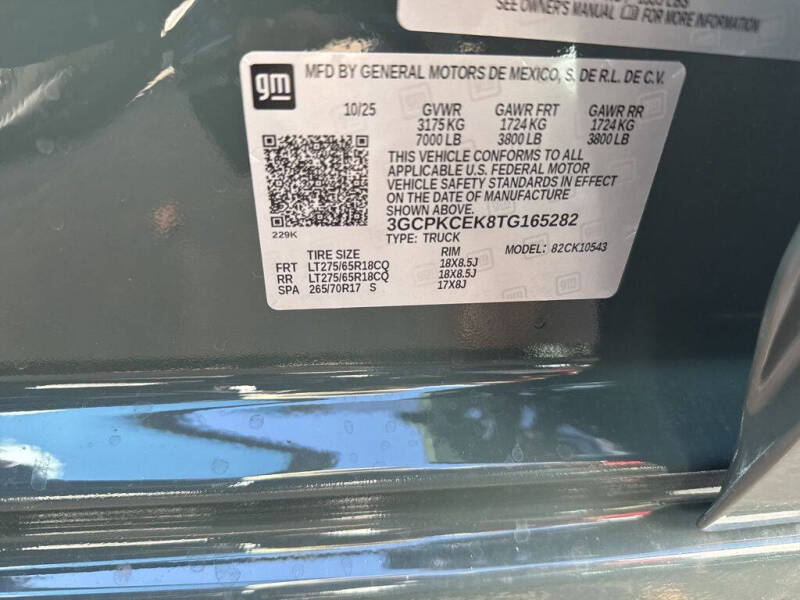 SEE OWNER'S MANUAL FOR MORE INFORMATION
gm
MFD BY GENERAL MOTORS DE MEXICO, S. DE R.L. DE C.V.
10/25 GVWR GAWR FRT GAWR RR
3175 KG 1724 KG 1724 KG
7000 LB 3800 LB 3800 LB
THIS VEHICLE CONFORMS TO ALL
APPLICABLE U.S. FEDERAL MOTOR
VEHICLE SAFETY STANDARDS IN EFFECT
ON THE DATE OF MANUFACTURE
SHOWN ABOVE.
3GCPKCEK8TG165282
229K
TYPE: TRUCK MODEL: 82CK10543
TIRE SIZE RIM
FRT LT275/65R18CQ 18X8.5J
RR LT275/65R18CQ 18X8.5J
SPA 265/70R17 S 17X8J